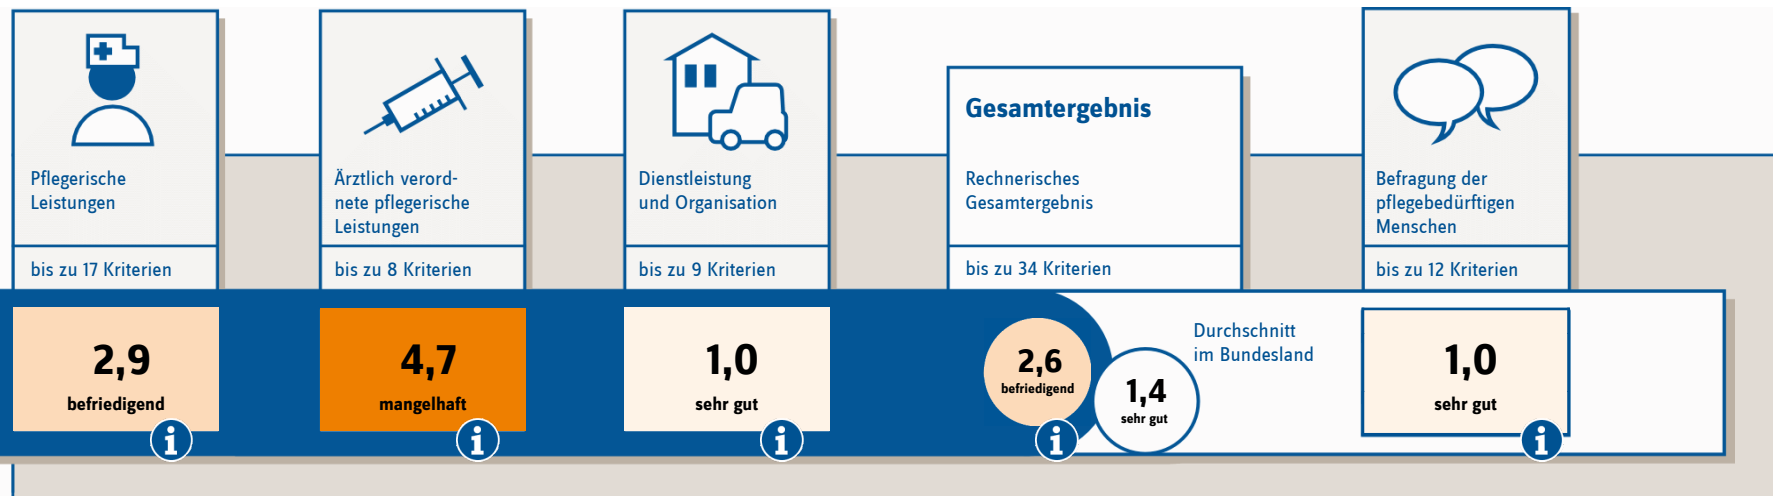 Pflegerische
Leistungen
bis zu 17 Kriterien
2,9
befriedigend
i
Ärztlich verord-
nete pflegerische
Leistungen
bis zu 8 Kriterien
4,7
mangelhaft
i
Dienstleistung
und Organisation
bis zu 9 Kriterien
1,0
sehr gut
i
Gesamtergebnis
Rechnerisches
Gesamtergebnis
bis zu 34 Kriterien
2,6
befriedigend
i
Durchschnitt
im Bundesland
1,4
sehr gut
Befragung der
pflegebedürftigen
Menschen
bis zu 12 Kriterien
1,0
sehr gut
i